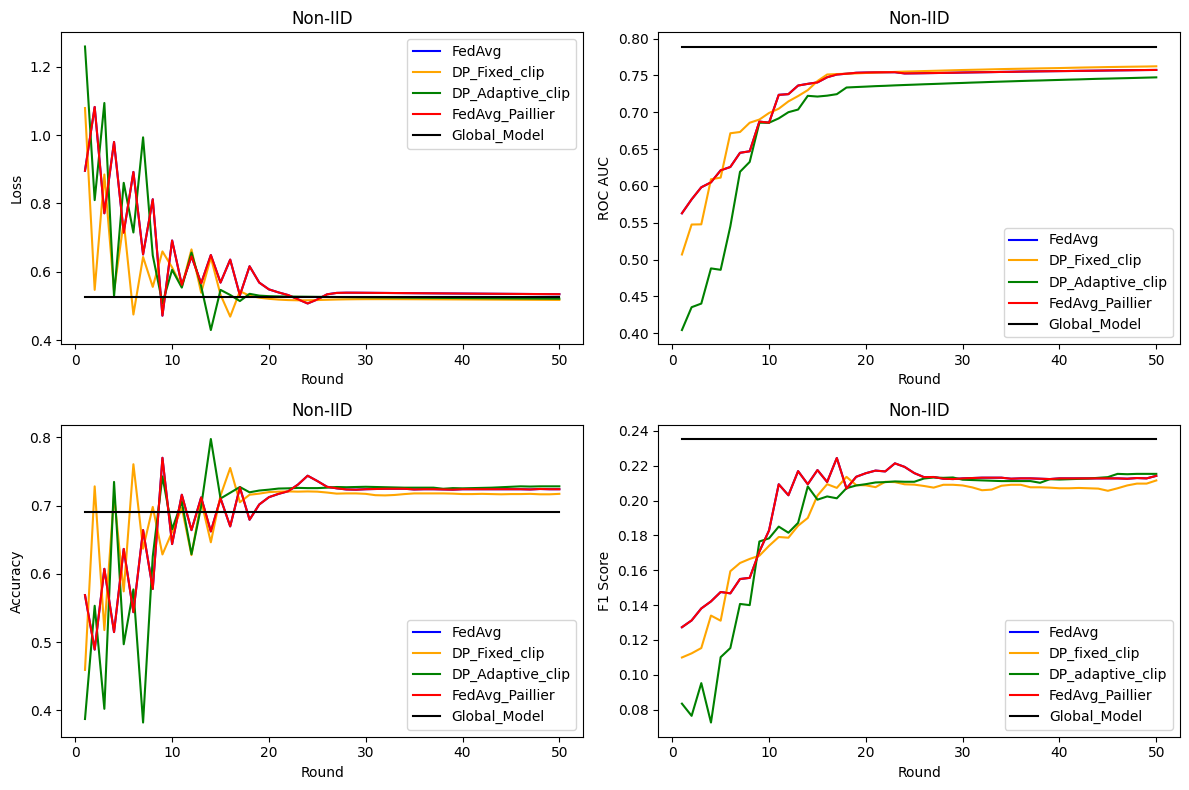 Non-IID
Loss
1.2
1.0
0.8
0.6
0.4
0 10 20 30 40 50
Round
FedAvg
DP_Fixed_clip
DP_Adaptive_clip
FedAvg_Paillier
Global_Model
Non-IID
ROC AUC
0.80
0.75
0.70
0.65
0.60
0.55
0.50
0.45
0.40
0 10 20 30 40 50
Round
FedAvg
DP_Fixed_clip
DP_Adaptive_clip
FedAvg_Paillier
Global_Model
Non-IID
Accuracy
0.8
0.7
0.6
0.5
0.4
0 10 20 30 40 50
Round
FedAvg
DP_Fixed_clip
DP_Adaptive_clip
FedAvg_Paillier
Global_Model
Non-IID
F1 Score
0.24
0.22
0.20
0.18
0.16
0.14
0.12
0.10
0.08
0 10 20 30 40 50
Round
FedAvg
DP_fixed_clip
DP_adaptive_clip
FedAvg_Paillier
Global_Model